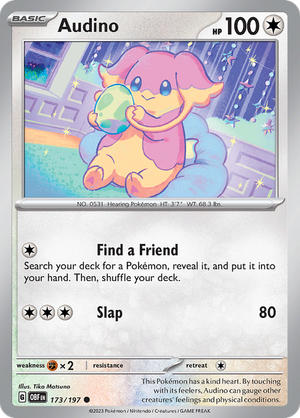 BASIC
Audino
HP 100
NO. 0531 Hearing Pokémon HT: 3'7" WT: 68.3 lbs.
Find a Friend
Search your deck for a Pokémon, reveal it, and put it into
your hand. Then, shuffle your deck.
Slap 80
weakness ×2 resistance retreat
Illus. Tika Matsuno
G OBF EN 173/197
This Pokémon has a kind heart. By touching
with its feelers, Audino can gauge other
creatures' feelings and physical conditions.
©2023 Pokémon / Nintendo / Creatures / GAME FREAK